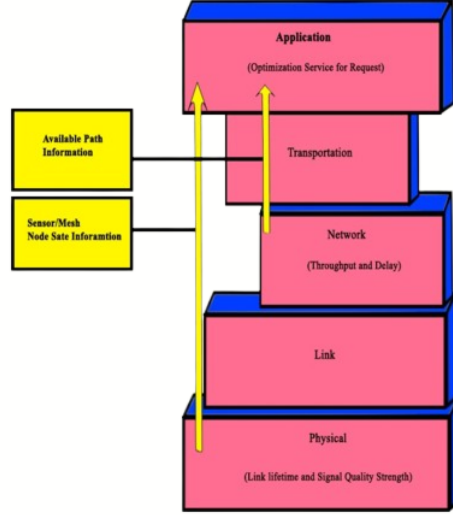 Application
(Optimization Service for Request)
Available Path
Information
Transportation
Sensor/Mesh
Node Sate Inforamtion
Network
(Throughput and Delay)
Link
Physical
(Link lifetime and Signal Quality Strength)